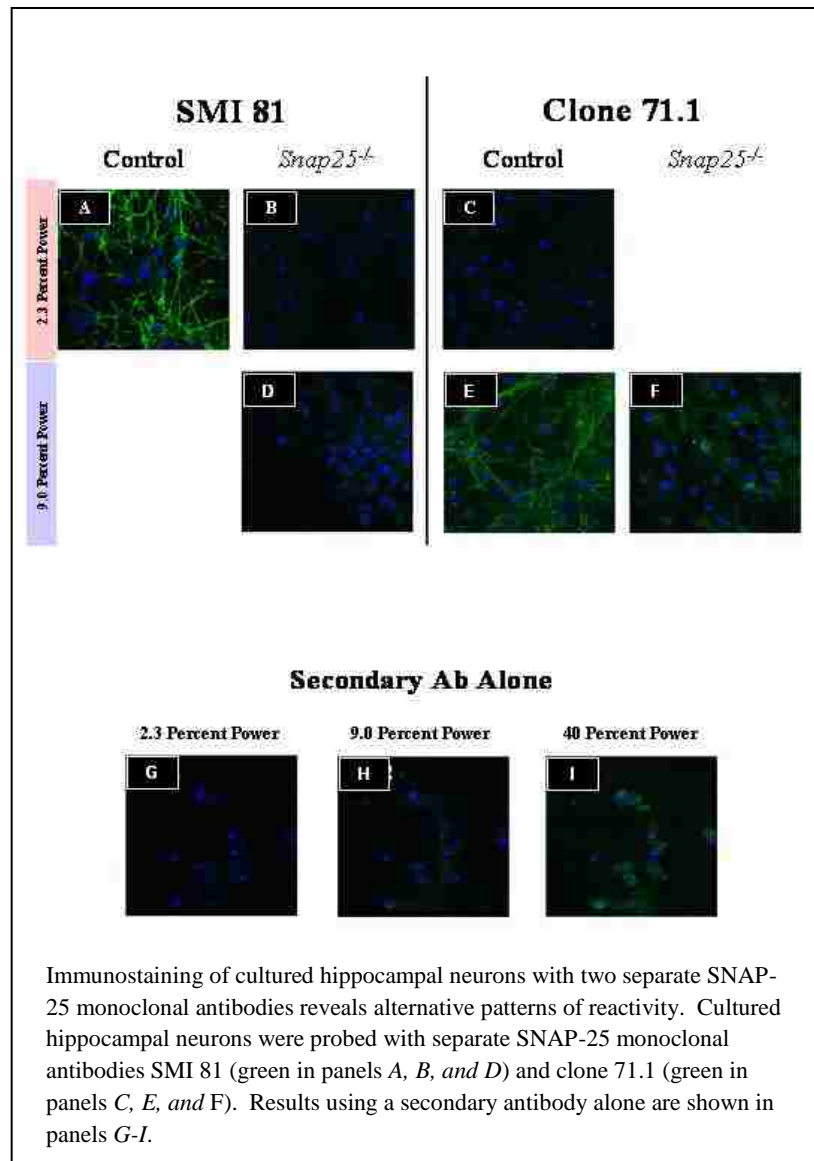 SMI 81
Clone 71.1
Control
Snap25-/-
Control
Snap25-/-
2.3 Percent Power
A
B
C
9.0 Percent Power
D
E
F
Secondary Ab Alone
2.3 Percent Power
9.0 Percent Power
40 Percent Power
G
H
I
Immunostaining of cultured hippocampal neurons with two separate SNAP-
25 monoclonal antibodies reveals alternative patterns of reactivity.  Cultured
hippocampal neurons were probed with separate SNAP-25 monoclonal
antibodies SMI 81 (green in panels A, B, and D) and clone 71.1 (green in
panels C, E, and F).  Results using a secondary antibody alone are shown in
panels G-I.